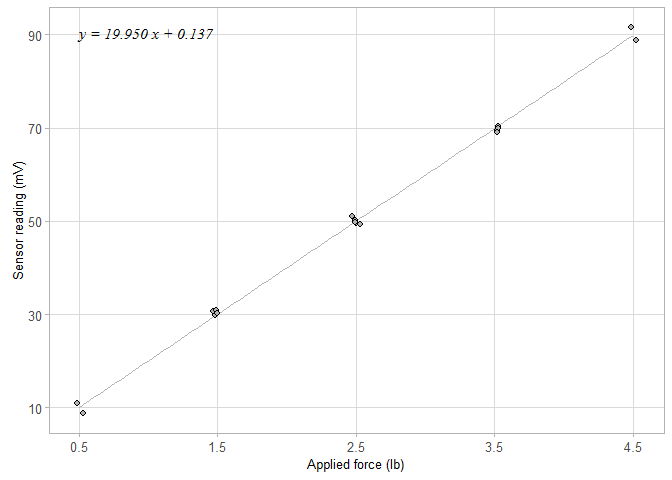 y = 19.950 x + 0.137
90
70
50
30
10
Sensor reading (mV)
0.5 1.5 2.5 3.5 4.5
Applied force (lb)